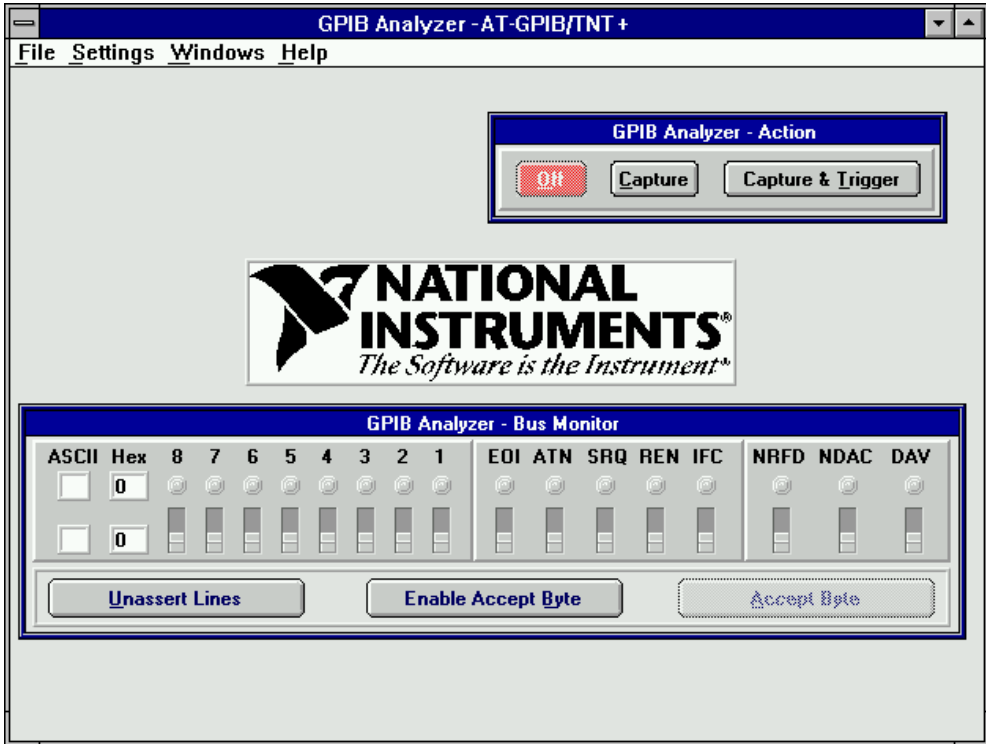 GPIB Analyzer - AT-GPIB/TNT +
File Settings Windows Help
GPIB Analyzer - Action
Off Capture Capture & Trigger
NATIONAL
INSTRUMENTS®
The Software is the Instrument®
GPIB Analyzer - Bus Monitor
ASCII Hex 8 7 6 5 4 3 2 1 EOI ATN SRQ REN IFC NRFD NDAC DAV
0
0
Unassert Lines Enable Accept Byte Accept Byte